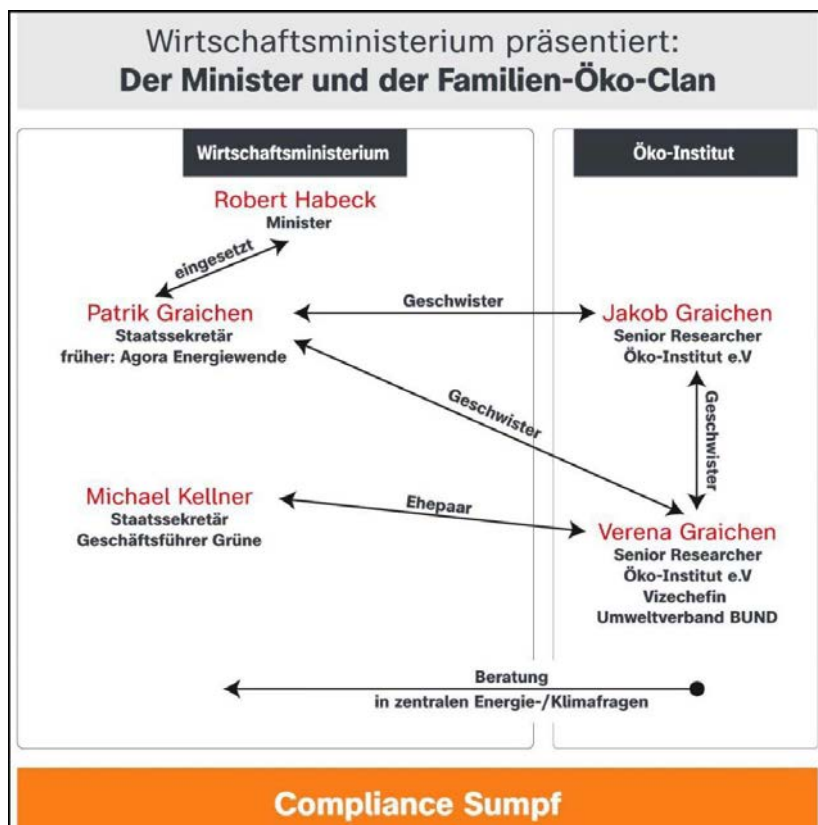 Wirtschaftsministerium präsentiert:
Der Minister und der Familien-Öko-Clan
Wirtschaftsministerium
Öko-Institut
Robert Habeck
Minister
eingesetzt
Patrik Graichen
Staatssekretär
früher: Agora Energiewende
Geschwister
Jakob Graichen
Senior Researcher
Öko-Institut e.V
Geschwister
Geschwister
Michael Kellner
Staatssekretär
Geschäftsführer Grüne
Ehepaar
Verena Graichen
Senior Researcher
Öko-Institut e.V
Vizechefin
Umweltverband BUND
Beratung
in zentralen Energie-/Klimafragen
Compliance Sumpf